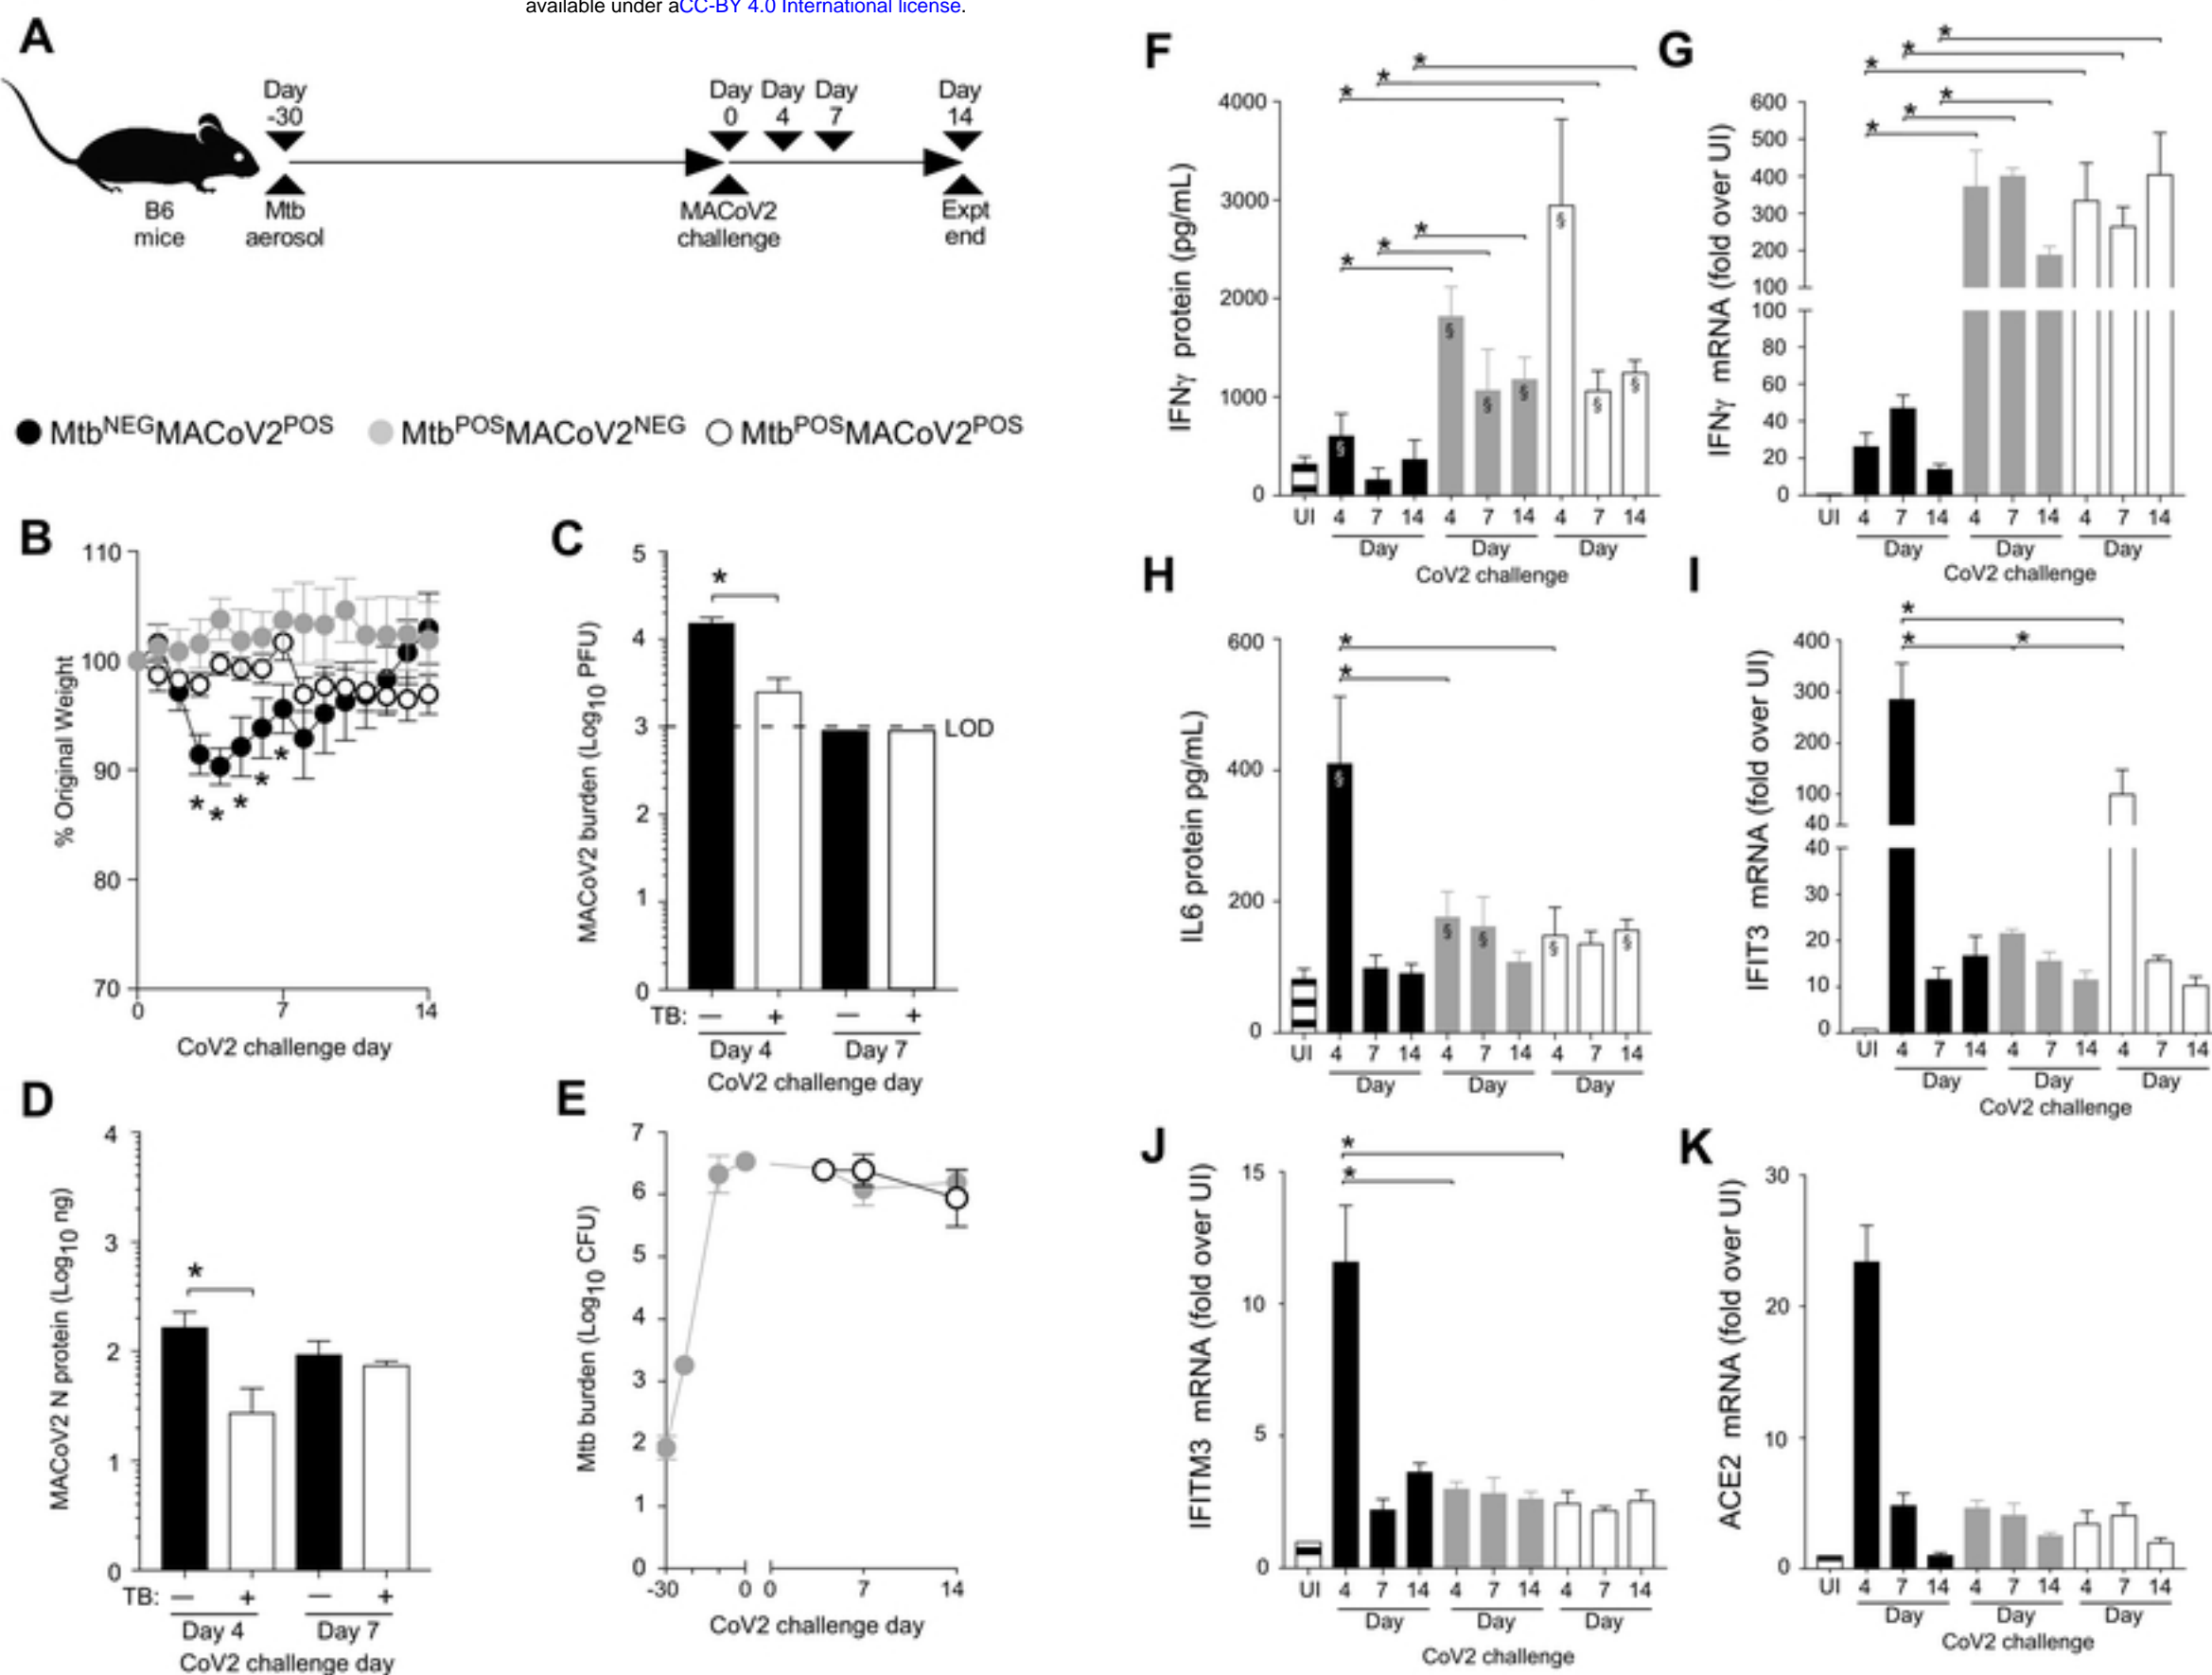 available under aCC-BY 4.0 International license.
A
Day -30
Day 0
Day 4
Day 7
Day 14
B6 mice
Mtb aerosol
MACoV2 challenge
Expt end
MtbNEGMACoV2POS MtbPOSMACoV2NEG MtbPOSMACoV2POS
B
% Original Weight
110
100
90
80
70
0 7 14
* * * * *
CoV2 challenge day
C
MACoV2 burden (Log10 PFU)
5
4
3
2
1
0
*
LOD
TB: — + — +
Day 4 Day 7
CoV2 challenge day
D
MACoV2 N protein (Log10 ng)
4
3
2
1
0
*
TB: — + — +
Day 4 Day 7
CoV2 challenge day
E
Mtb burden (Log10 CFU)
7
6
5
4
3
2
1
0
-30 0 0 7 14
CoV2 challenge day
F
IFNγ protein (pg/mL)
4000
3000
2000
1000
0
* * *
* * *
§ § § § § § §
UI 4 7 14 4 7 14 4 7 14
Day Day Day
CoV2 challenge
G
IFNγ mRNA (fold over UI)
600
500
400
300
200
100
100
80
60
40
20
0
* * *
* * *
UI 4 7 14 4 7 14 4 7 14
Day Day Day
CoV2 challenge
H
IL6 protein pg/mL)
600
400
200
0
*
*
§ § § § §
UI 4 7 14 4 7 14 4 7 14
Day Day Day
I
IFIT3 mRNA (fold over UI)
400
300
200
100
40
40
30
20
10
0
*
* *
UI 4 7 14 4 7 14 4 7 14
Day Day Day
CoV2 challenge
J
IFITM3 mRNA (fold over UI)
15
10
5
0
*
*
UI 4 7 14 4 7 14 4 7 14
Day Day Day
CoV2 challenge
K
ACE2 mRNA (fold over UI)
30
20
10
0
UI 4 7 14 4 7 14 4 7 14
Day Day Day
CoV2 challenge